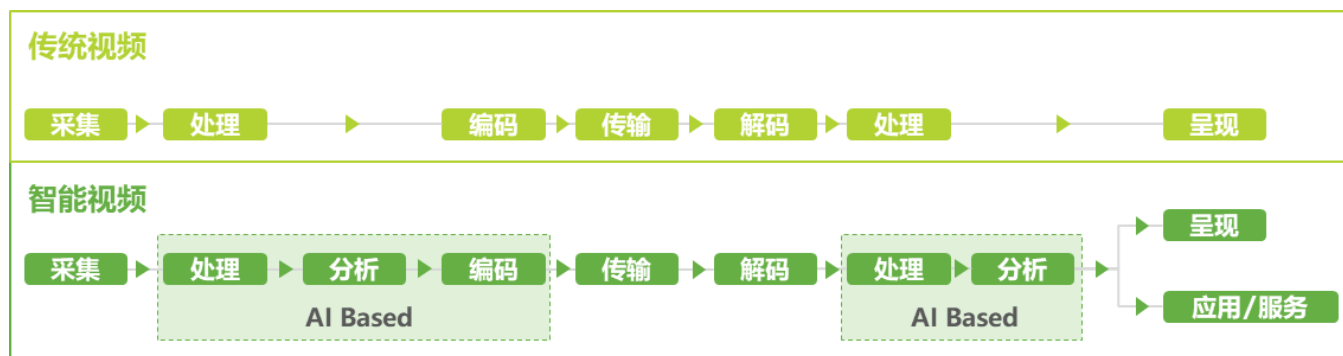 传统视频
采集 处理 编码 传输 解码 处理 呈现
智能视频
呈现
采集 处理 分析 编码 传输 解码 处理 分析
应用/服务
AI Based AI Based